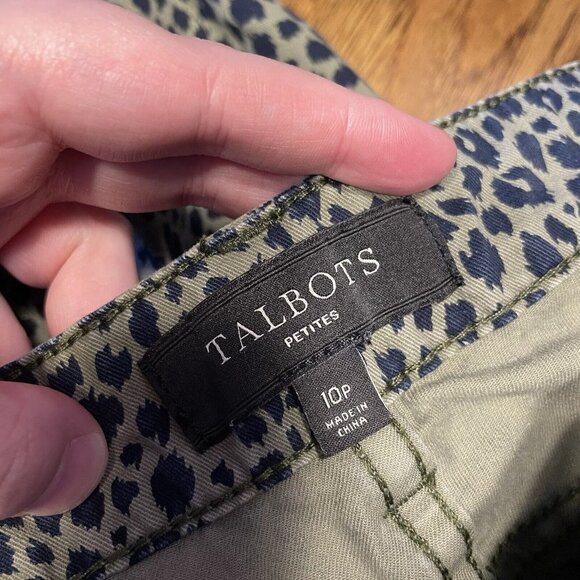 TALBOTS
PETITES
10P
MADE IN
CHINA